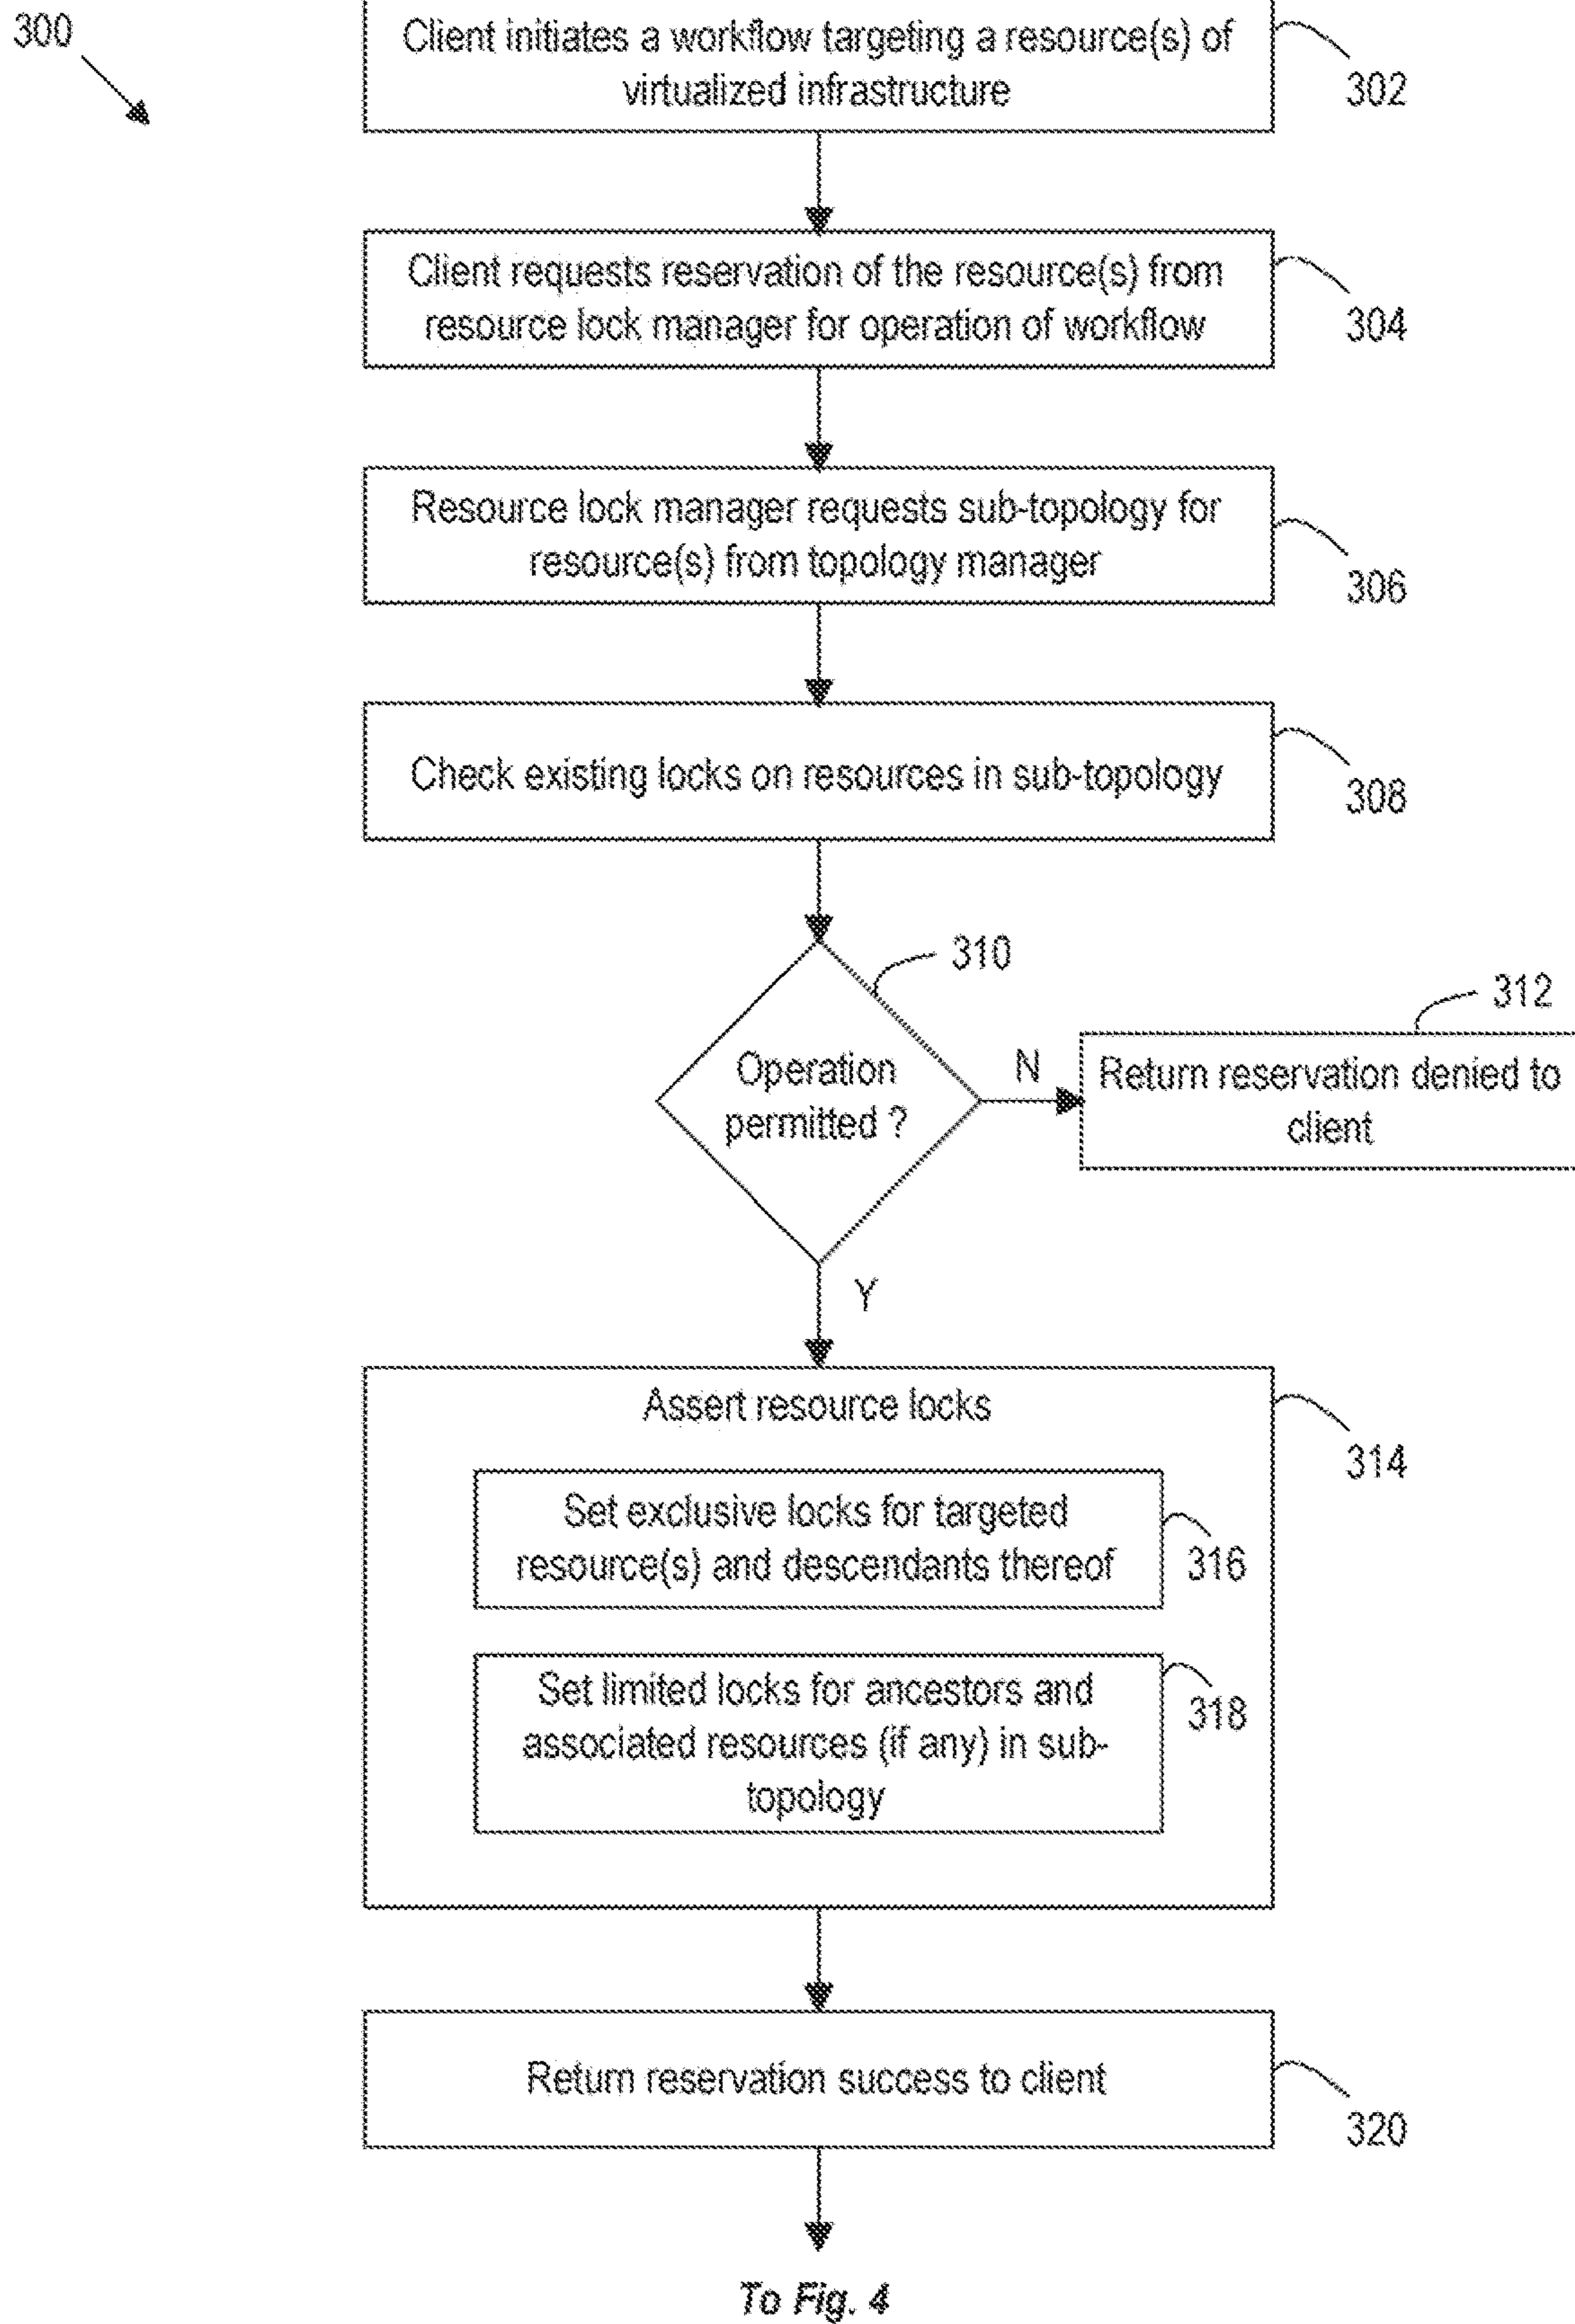 300
Client initiates a workflow targeting a resource(s) of
virtualized infrastructure
302
Client requests reservation of the resource(s) from
resource lock manager for operation of workflow
304
Resource lock manager requests sub-topology for
resource(s) from topology manager
306
Check existing locks on resources in sub-topology
308
310
Operation
permitted ?
N
312
Return reservation denied to
client
Y
Assert resource locks
314
Set exclusive locks for targeted
resource(s) and descendants thereof
316
Set limited locks for ancestors and
associated resources (if any) in sub-
topology
318
Return reservation success to client
320
To Fig. 4